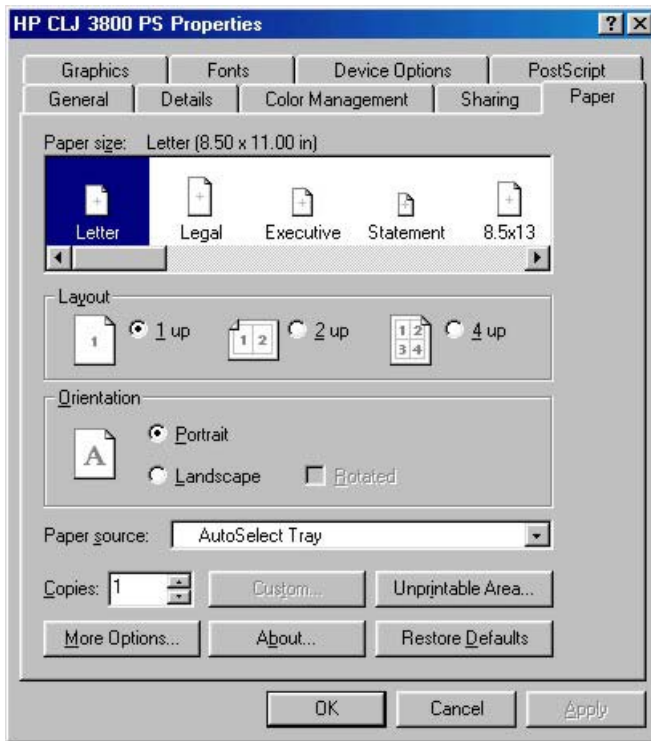 HP CLJ 3800 PS Properties
Graphics Fonts Device Options PostScript
General Details Color Management Sharing Paper
Paper size: Letter (8.50 x 11.00 in)
Letter Legal Executive Statement 8.5x13
Layout
1 1 up 1 2 2 up 1 2 3 4 4 up
Orientation
A Portrait
Landscape Rotated
Paper source: AutoSelect Tray
Copies: 1 Custom... Unprintable Area...
More Options... About... Restore Defaults
OK Cancel Apply